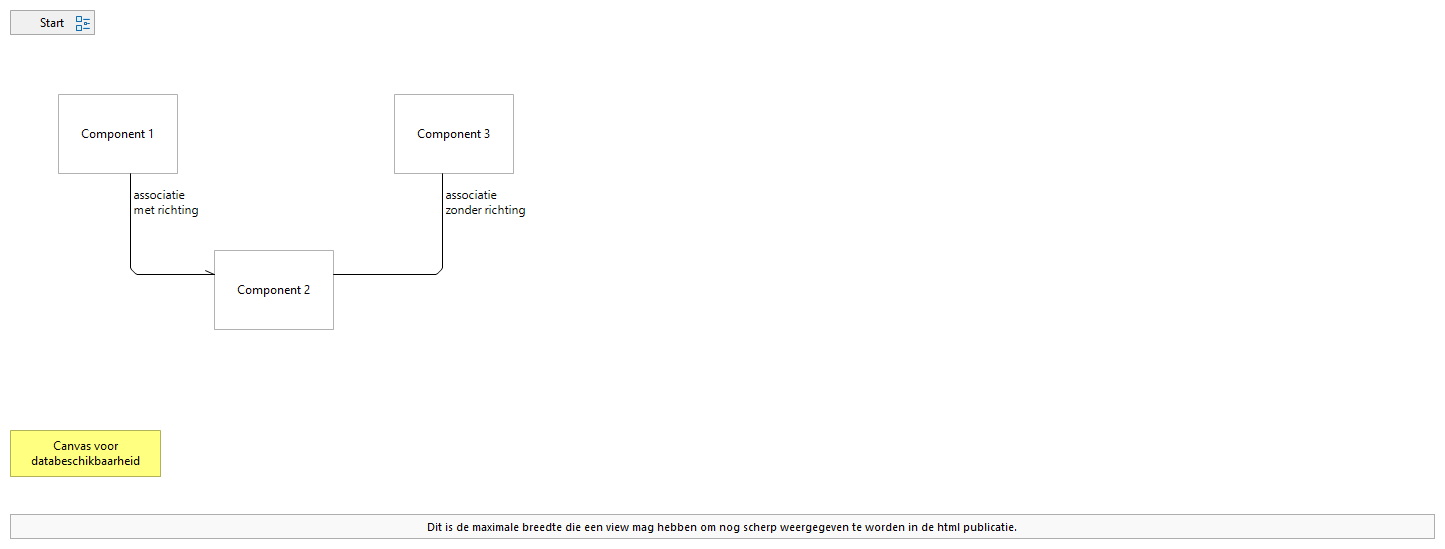 Start
Component 1
Component 3
associatie
met richting
associatie
zonder richting
Component 2
Canvas voor
databeschikbaarheid
Dit is de maximale breedte die een view mag hebben om nog scherp weergegeven te worden in de html publicatie.